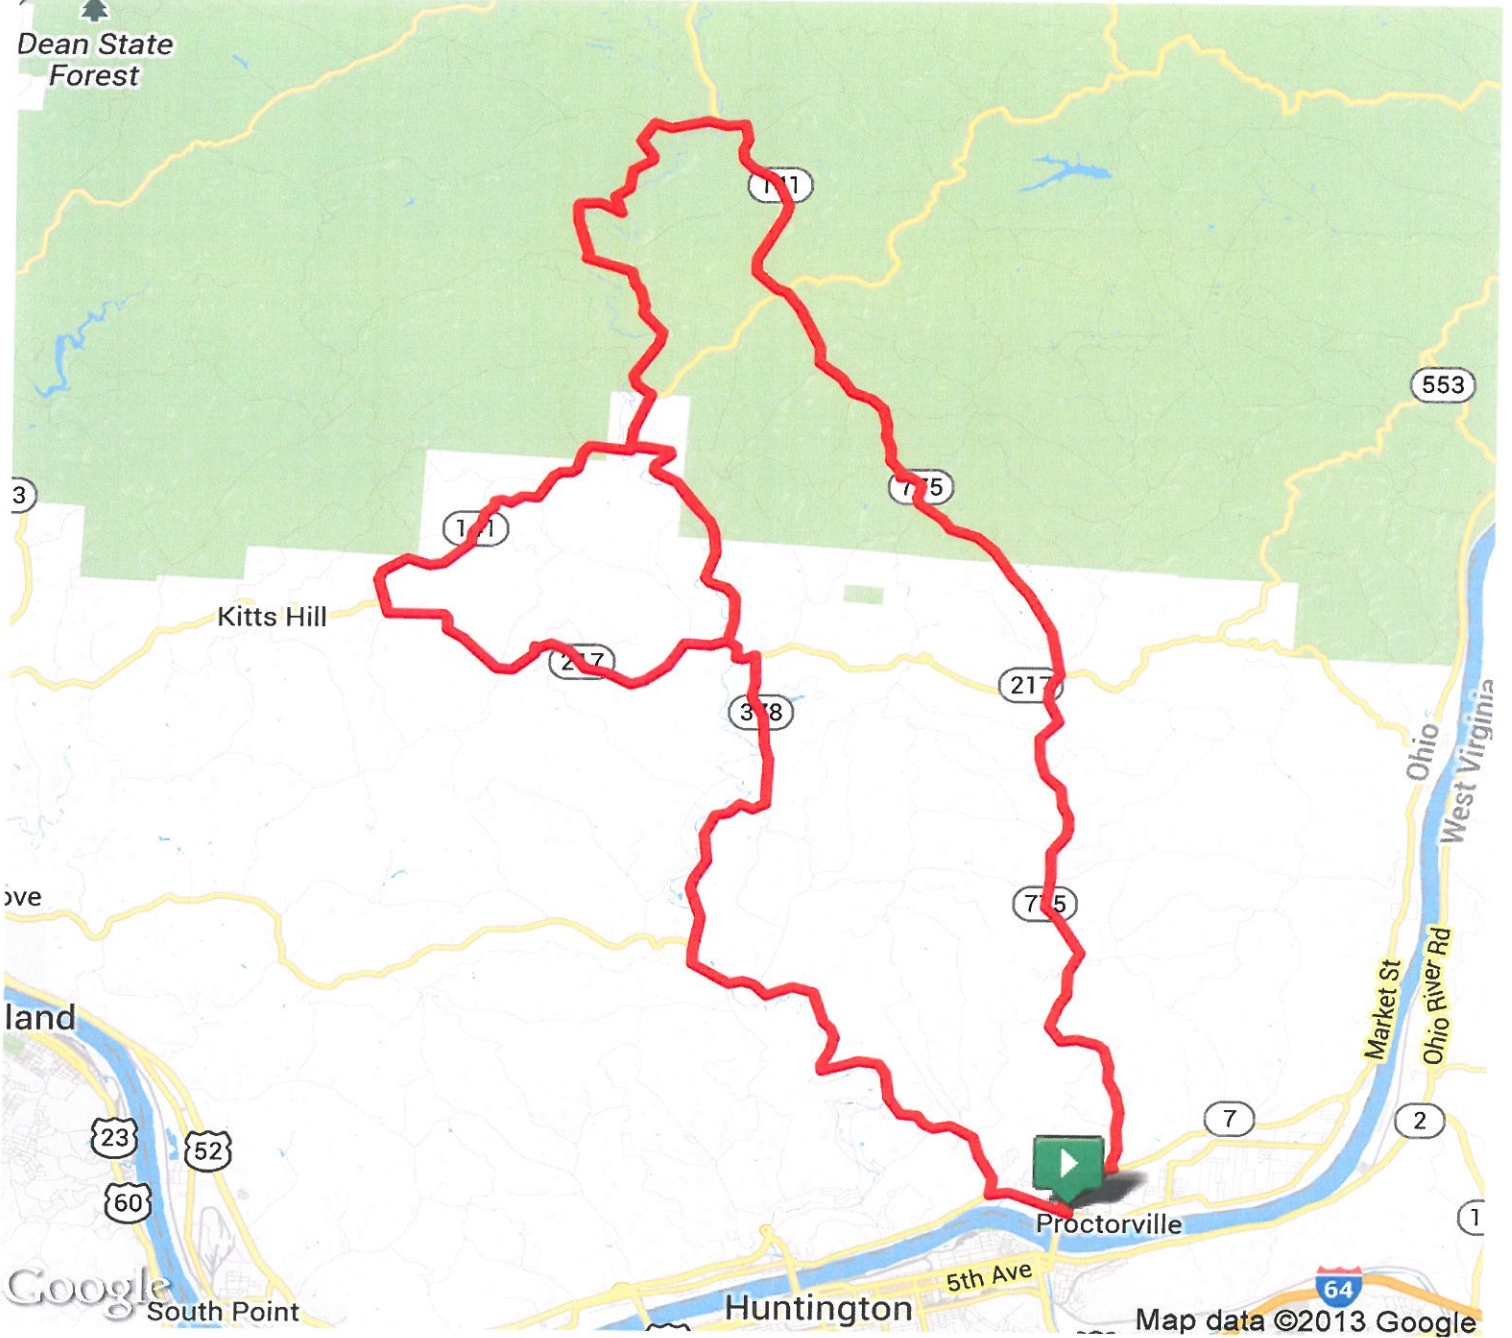 Dean State
Forest
141
553
775
3
141
Kitts Hill
217
217
378
Ohio
West Virginia
775
ove
Market St
Ohio River Rd
land
7
2
23
52
60
1
Proctorville
5th Ave
64
Google
South Point
Huntington
Map data ©2013 Google